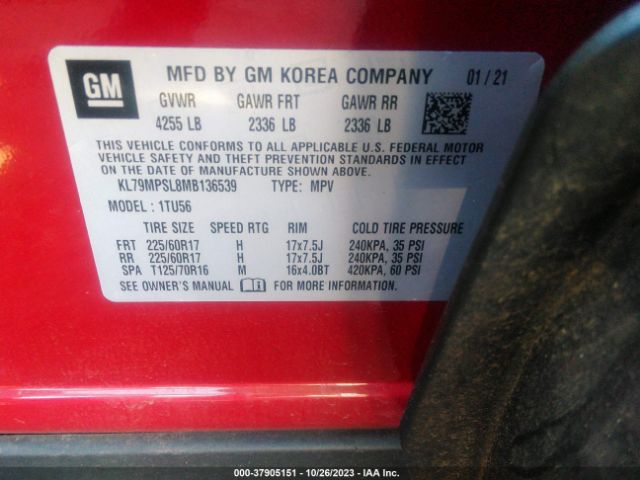 GM
MFD BY GM KOREA COMPANY 01/21
GVWR GAWR FRT GAWR RR
4255 LB 2336 LB 2336 LB
THIS VEHICLE CONFORMS TO ALL APPLICABLE U.S. FEDERAL MOTOR
VEHICLE SAFETY AND THEFT PREVENTION STANDARDS IN EFFECT
ON THE DATE OF MANUFACTURE SHOWN ABOVE.
KL79MPSL8MB136539 TYPE: MPV
MODEL: 1TU56
TIRE SIZE SPEED RTG RIM COLD TIRE PRESSURE
FRT 225/60R17 H 17x7.5J 240KPA, 35 PSI
RR 225/60R17 H 17x7.5J 240KPA, 35 PSI
SPA T125/70R16 M 16x4.0BT 420KPA, 60 PSI
SEE OWNER'S MANUAL FOR MORE INFORMATION.
000-37905151 | 10/26/2023 | IAA Inc.